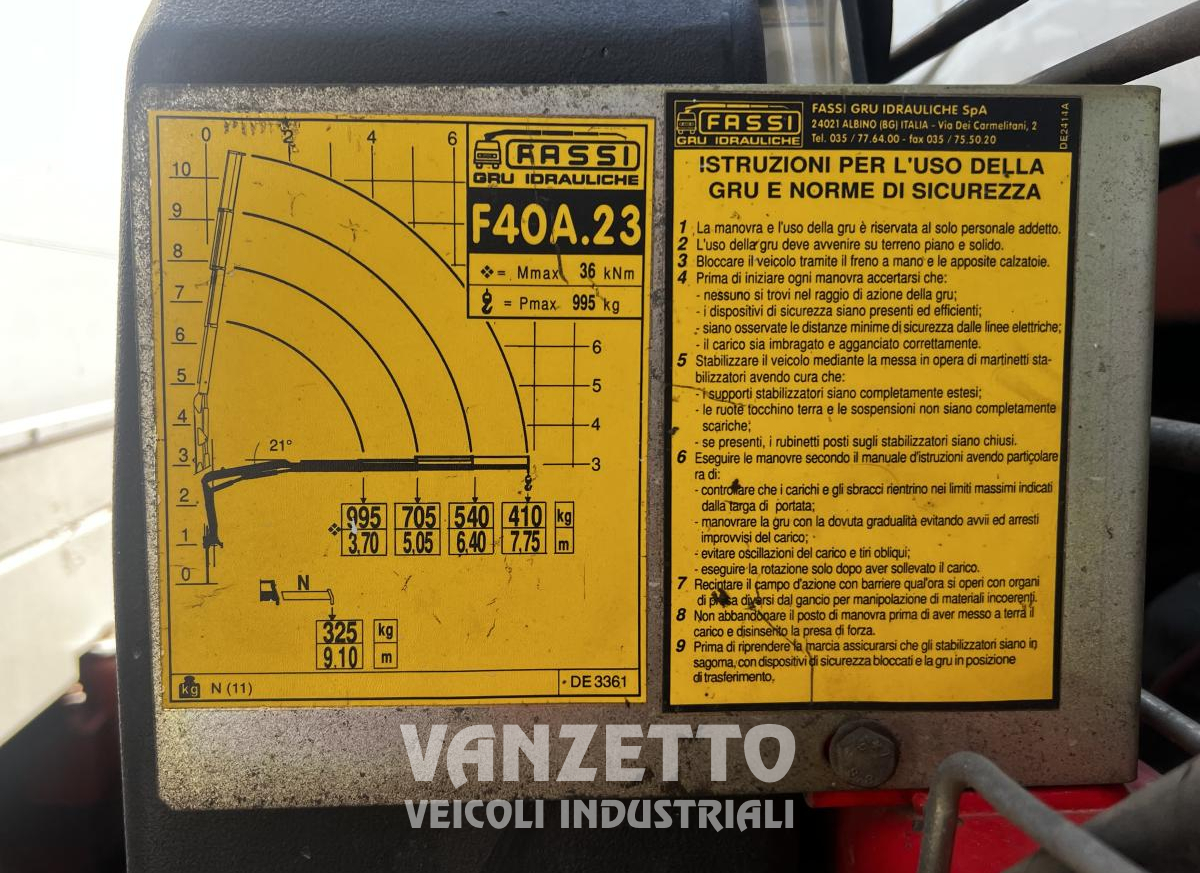 0 2 4 6
10
9
8
7
6
5
4
3
2
1
0
FASSI
GRU IDRAULICHE
F40A.23
= Mmax 36 kNm
= Pmax 995 kg
6
5
4
3
21°
995 705 540 410 kg
3.70 5,05 6,40 7,75 m
N
325 kg
9.10 m
kg N (11) DE 3361
FASSI
GRU IDRAULICHE
FASSI GRU IDRAULICHE SpA
24021 ALBINO (BG) ITALIA - Via Dei Carmelitani, 2
Tel. 035 / 77.64.00 - fax 035 / 75.50.20
DE2414A
ISTRUZIONI PER L'USO DELLA
GRU E NORME DI SICUREZZA
1 La manovra e l'uso della gru è riservata al solo personale addetto.
2 L'uso della gru deve avvenire su terreno piano e solido.
3 Bloccare il veicolo tramite il freno a mano e le apposite calzatoie.
4 Prima di iniziare ogni manovra accertarsi che:
- nessuno si trovi nel raggio di azione della gru;
- i dispositivi di sicurezza siano presenti ed efficienti;
- siano osservate le distanze minime di sicurezza dalle linee elettriche;
- il carico sia imbragato e agganciato correttamente.
5 Stabilizzare il veicolo mediante la messa in opera di martinetti sta-
bilizzatori avendo cura che:
- i supporti stabilizzatori siano completamente estesi;
- le ruote tocchino terra e le sospensioni non siano completamente
scariche;
- se presenti, i rubinetti posti sugli stabilizzatori siano chiusi.
6 Eseguire le manovre secondo il manuale d'istruzioni avendo particolare
ra di:
- controllare che i carichi e gli sbracci rientrino nei limiti massimi indicati
dalla targa di portata;
- manovrare la gru con la dovuta gradualità evitando avvii ed arresti
improvvisi del carico;
- evitare oscillazioni del carico e tiri obliqui;
- eseguire la rotazione solo dopo aver sollevato il carico.
7 Recintare il campo d'azione con barriere qual'ora si operi con organi
di presa diversi dal gancio per manipolazione di materiali incoerenti.
8 Non abbandonare il posto di manovra prima di aver messo a terra il
carico e disinserito la presa di forza.
9 Prima di riprendere la marcia assicurarsi che gli stabilizzatori siano in
sagoma, con dispositivi di sicurezza bloccati e la gru in posizione
di trasferimento.
VANZETTO
VEICOLI INDUSTRIALI